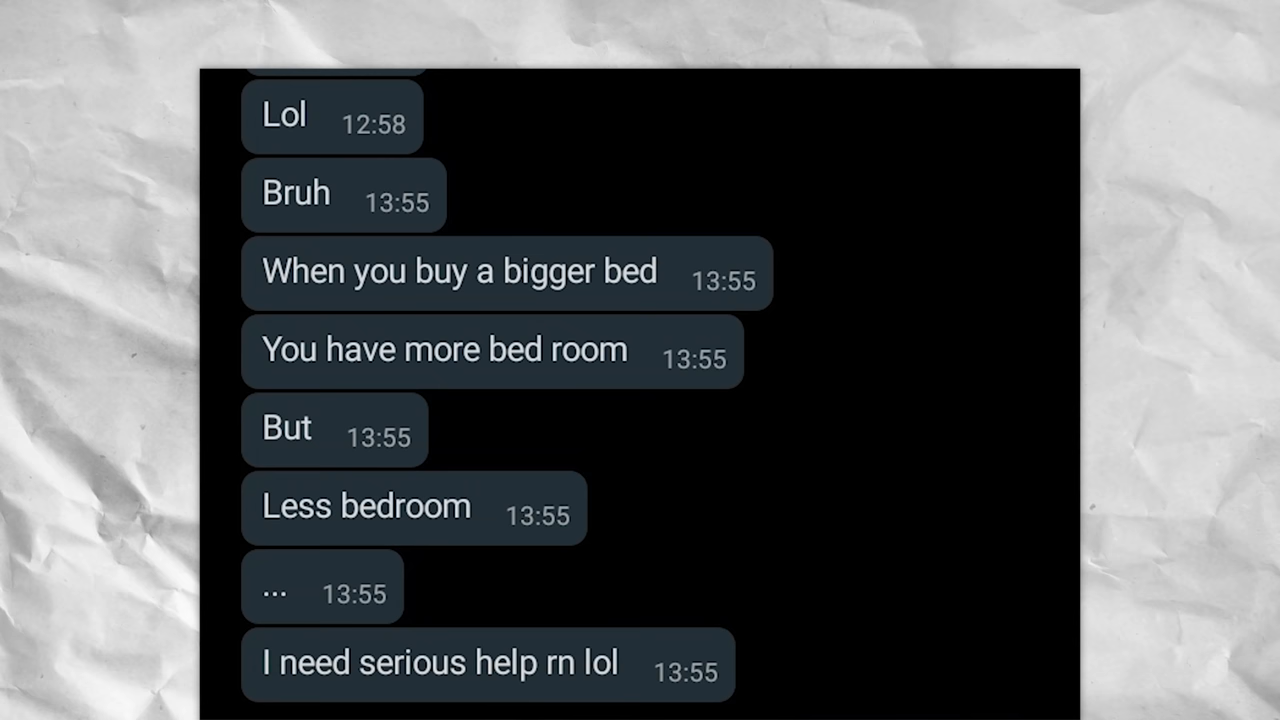 Lol 12:58
Bruh 13:55
When you buy a bigger bed 13:55
You have more bed room 13:55
But 13:55
Less bedroom 13:55
... 13:55
I need serious help rn lol 13:55